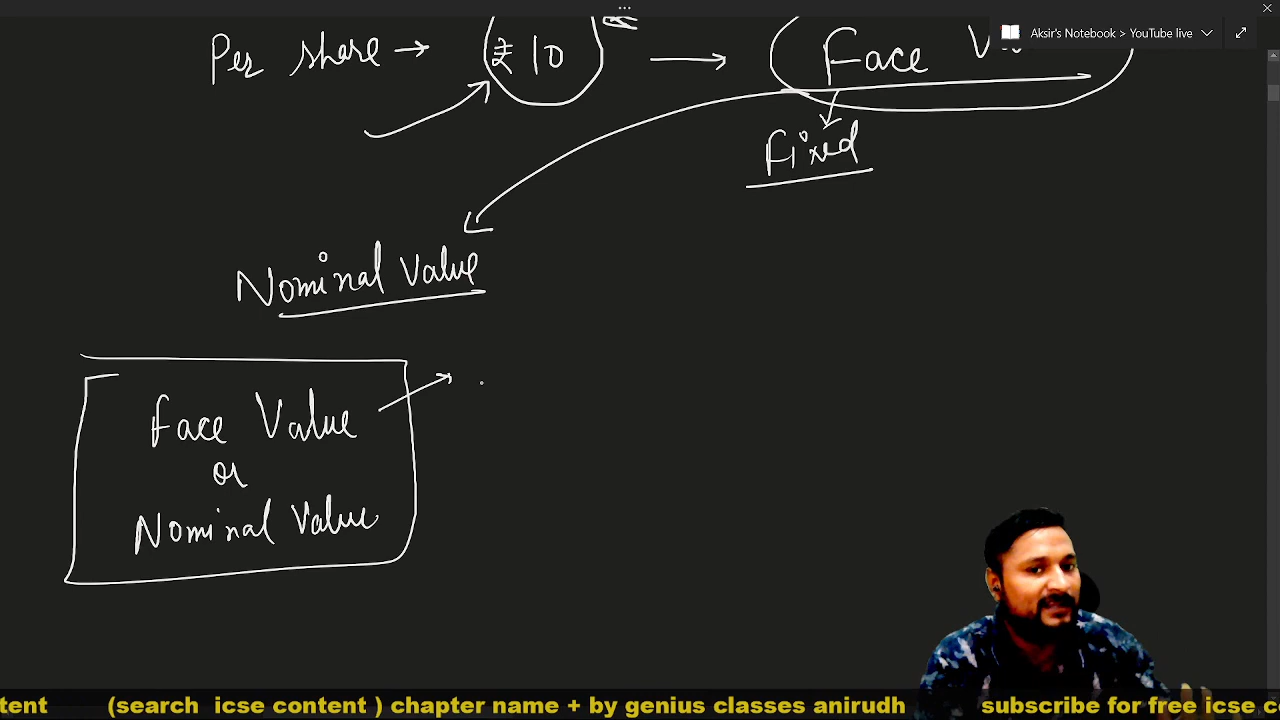 Aksir's Notebook > YouTube live
Per share → ₹10 → Face
Fixed
Nominal Value
Face Value
or
Nominal Value
tent (search icse content ) chapter name + by genius classes anirudh subscribe for free icse co